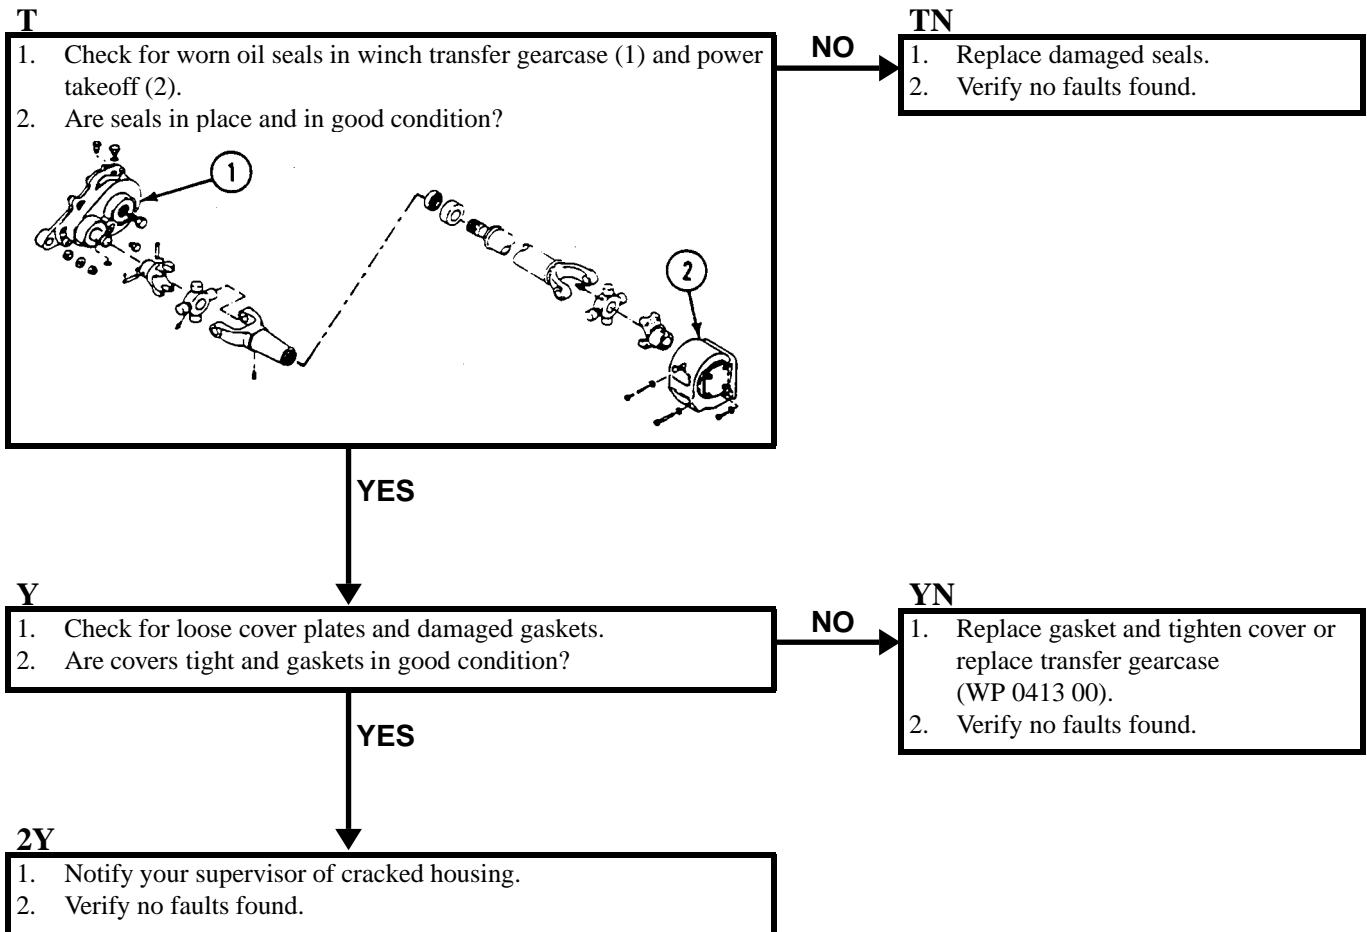 T
1. Check for worn oil seals in winch transfer gearcase (1) and power
takeoff (2).
2. Are seals in place and in good condition?
1
2
NO
TN
1. Replace damaged seals.
2. Verify no faults found.
YES
Y
1. Check for loose cover plates and damaged gaskets.
2. Are covers tight and gaskets in good condition?
NO
YN
1. Replace gasket and tighten cover or
replace transfer gearcase
(WP 0413 00).
2. Verify no faults found.
YES
2Y
1. Notify your supervisor of cracked housing.
2. Verify no faults found.